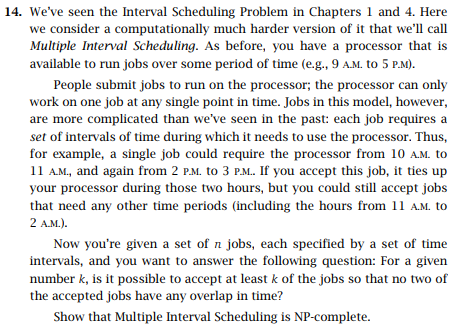 14. We've seen the Interval Scheduling Problem in Chapters 1 and 4. Here
we consider a computationally much harder version of it that we'll call
Multiple Interval Scheduling. As before, you have a processor that is
available to run jobs over some period of time (e.g., 9 A.M. to 5 P.M).
People submit jobs to run on the processor; the processor can only
work on one job at any single point in time. Jobs in this model, however,
are more complicated than we've seen in the past: each job requires a
set of intervals of time during which it needs to use the processor. Thus,
for example, a single job could require the processor from 10 A.M. to
11 A.M., and again from 2 P.M. to 3 P.M.. If you accept this job, it ties up
your processor during those two hours, but you could still accept jobs
that need any other time periods (including the hours from 11 A.M. to
2 A.M.).
Now you're given a set of n jobs, each specified by a set of time
intervals, and you want to answer the following question: For a given
number k, is it possible to accept at least k of the jobs so that no two of
the accepted jobs have any overlap in time?
Show that Multiple Interval Scheduling is NP-complete.